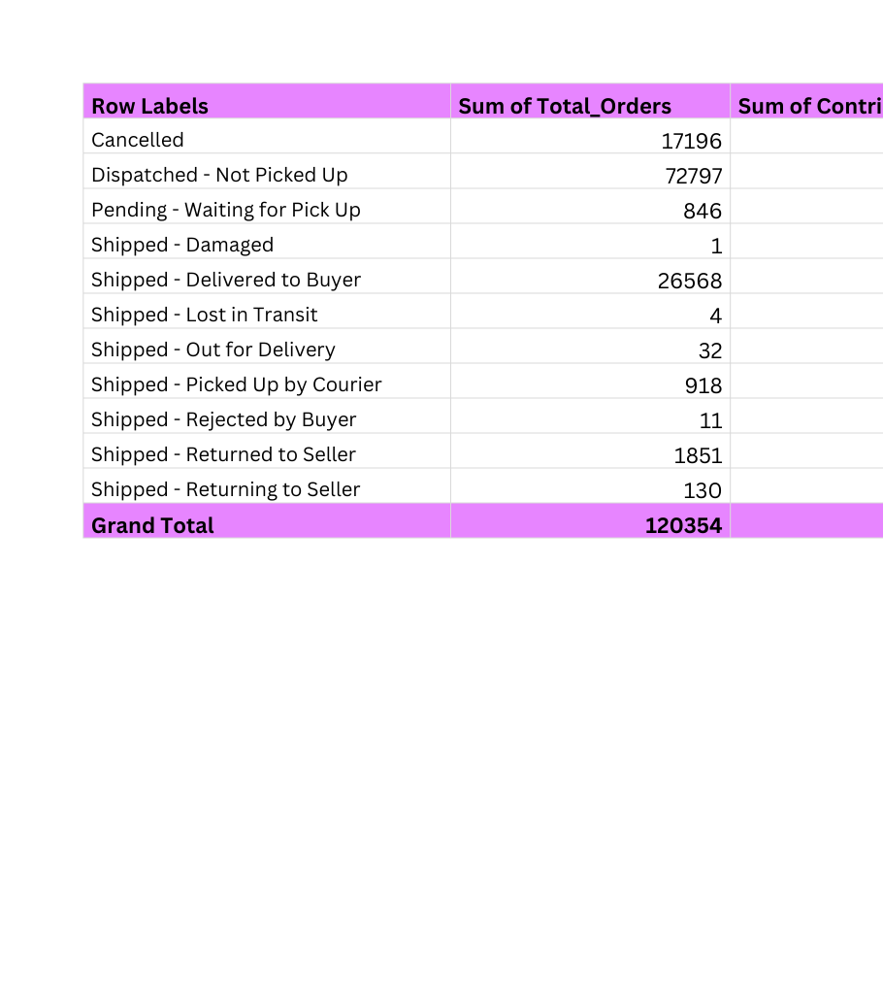 Row Labels Sum of Total_Orders Sum of Contri
Cancelled 17196
Dispatched - Not Picked Up 72797
Pending - Waiting for Pick Up 846
Shipped - Damaged 1
Shipped - Delivered to Buyer 26568
Shipped - Lost in Transit 4
Shipped - Out for Delivery 32
Shipped - Picked Up by Courier 918
Shipped - Rejected by Buyer 11
Shipped - Returned to Seller 1851
Shipped - Returning to Seller 130
Grand Total 120354